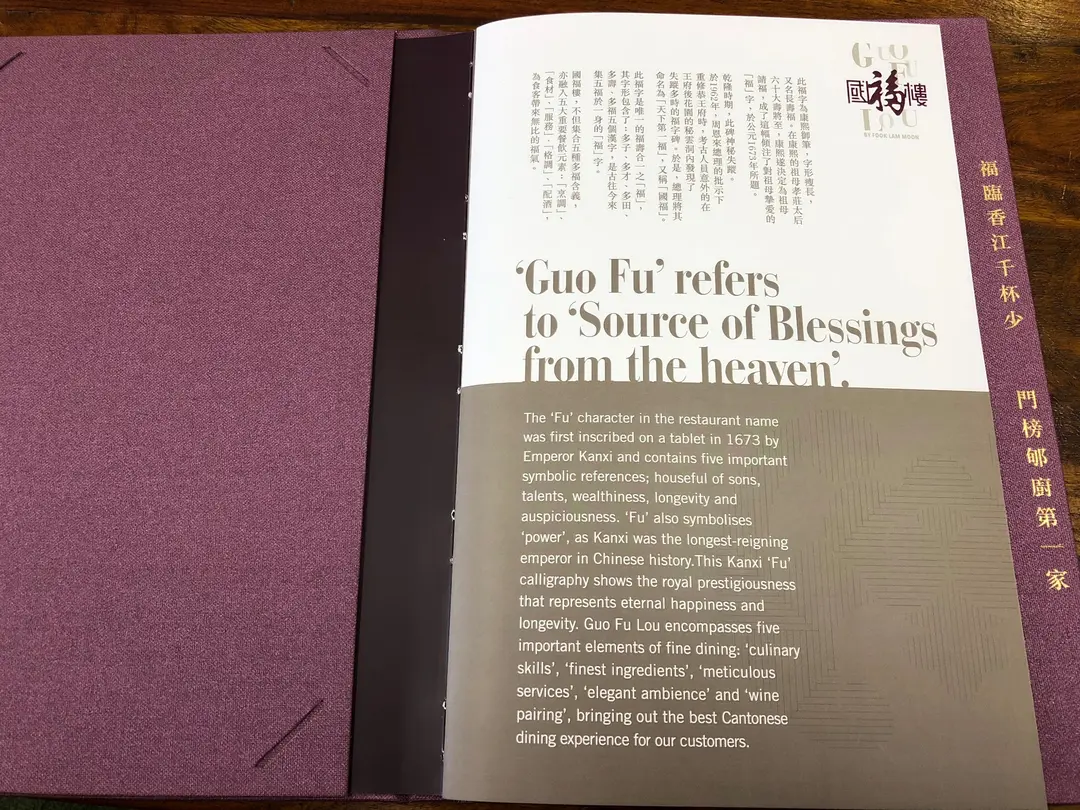 GUO
FU
國福樓
LOU
BY FOOK LAM MOON
此福字為康熙御筆,字形瘦長,
又名長壽福。在康熙的祖母孝莊太后
六十大壽將至,康熙遂決定為祖母
請福,成了這幅傾注了對祖母摯愛的
「福」字,於公元1673年所題。
乾隆時期,此碑神秘失蹤。
於1962年,周恩來總理的批示下
重修恭王府時,考古人員意外的在
王府後花園的秘雲洞內發現了
失蹤多時的福字碑。於是,總理將其
命名為「天下第一福」,又稱「國福」。
此福字是唯一的福壽合一之「福」,
其字形包含了:多子、多才、多田、
多壽、多福五個漢字,是古往今來
集五福於一身的「福」字。
國福樓,不但集合五種多福含義,
亦融入五大重要餐飲元素:「烹調」、
「食材」、「服務」、「格調」、「配酒」,
為食客帶來無比的福氣。
‘Guo Fu’ refers
to ‘Source of Blessings
from the heaven’.
The ‘Fu’ character in the restaurant name
was first inscribed on a tablet in 1673 by
Emperor Kanxi and contains five important
symbolic references; houseful of sons,
talents, wealthiness, longevity and
auspiciousness. ‘Fu’ also symbolises
‘power’, as Kanxi was the longest-reigning
emperor in Chinese history.This Kanxi ‘Fu’
calligraphy shows the royal prestigiousness
that represents eternal happiness and
longevity. Guo Fu Lou encompasses five
important elements of fine dining: ‘culinary
skills’, ‘finest ingredients’, ‘meticulous
services’, ‘elegant ambience’ and ‘wine
pairing’, bringing out the best Cantonese
dining experience for our customers.
福臨香江千杯少
門榜郇廚第一家